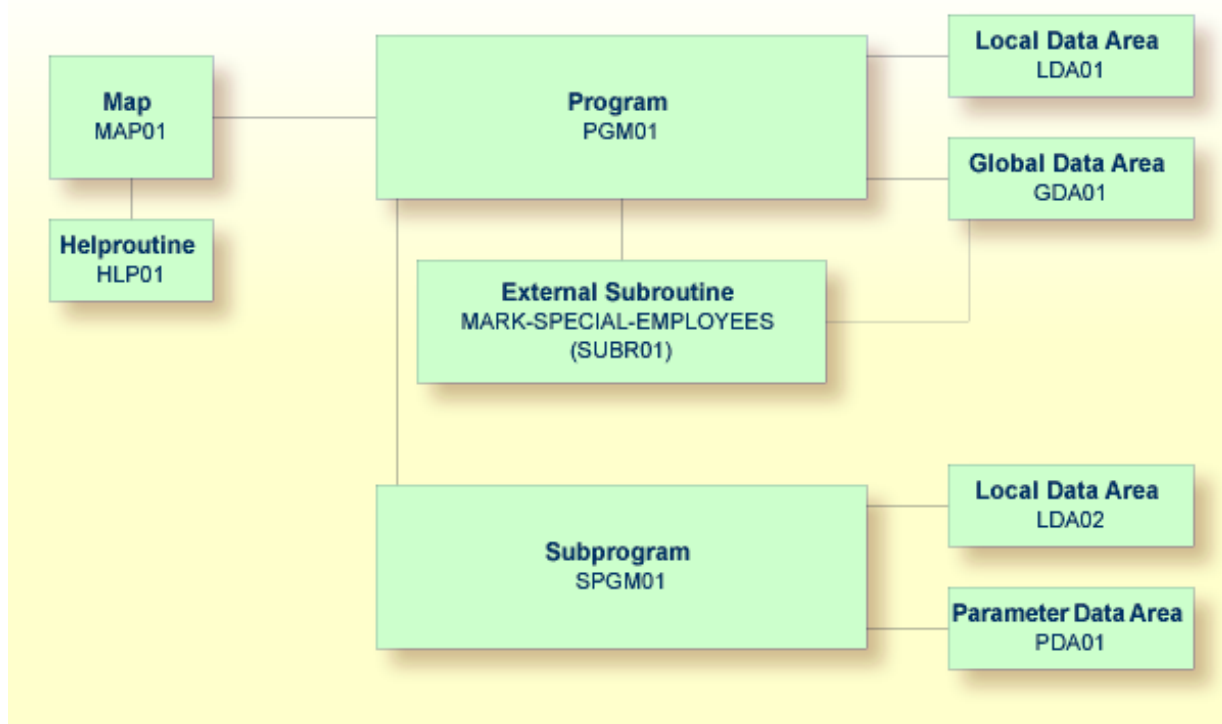 Map
MAP01
Helproutine
HLP01
Program
PGM01
Local Data Area
LDA01
Global Data Area
GDA01
External Subroutine
MARK-SPECIAL-EMPLOYEES
(SUBR01)
Subprogram
SPGM01
Local Data Area
LDA02
Parameter Data Area
PDA01